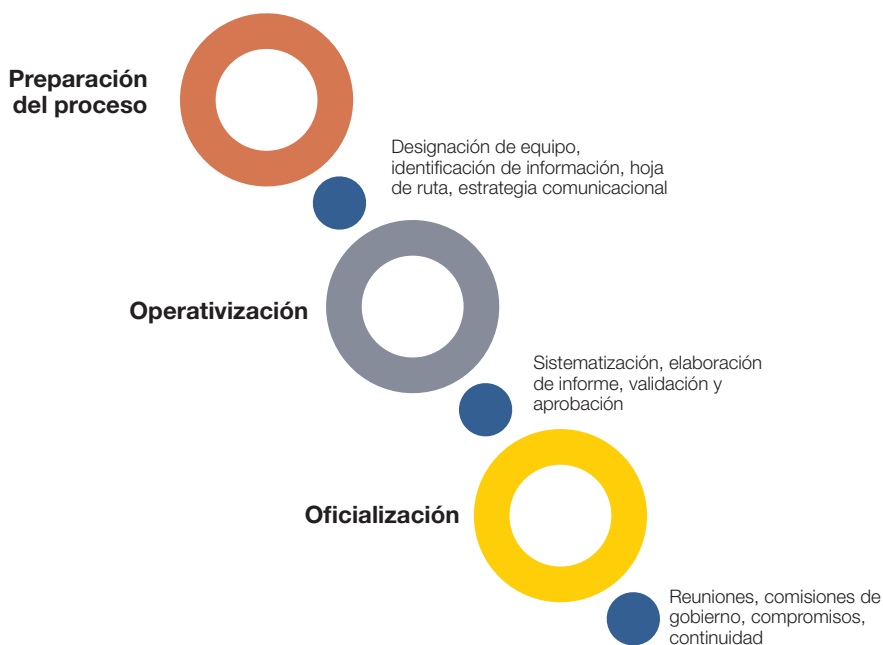 Preparación
del proceso
Designación de equipo,
identificación de información, hoja
de ruta, estrategia comunicacional
Operativización
Sistematización, elaboración
de informe, validación y
aprobación
Oficialización
Reuniones, comisiones de
gobierno, compromisos,
continuidad